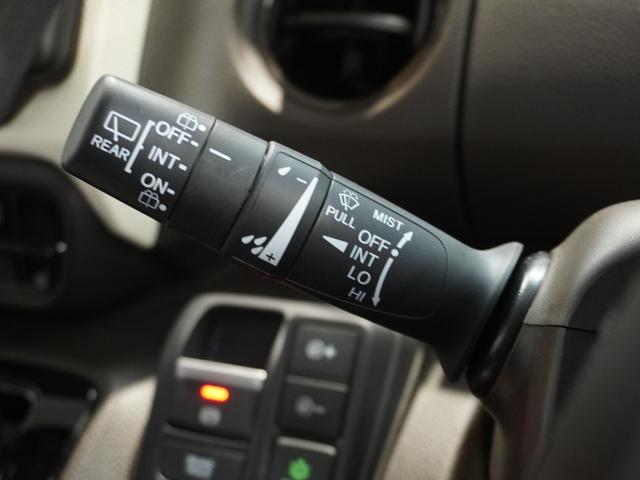 REAR
OFF
INT
ON
-
+
PULL
MIST
OFF
INT
LO
HI